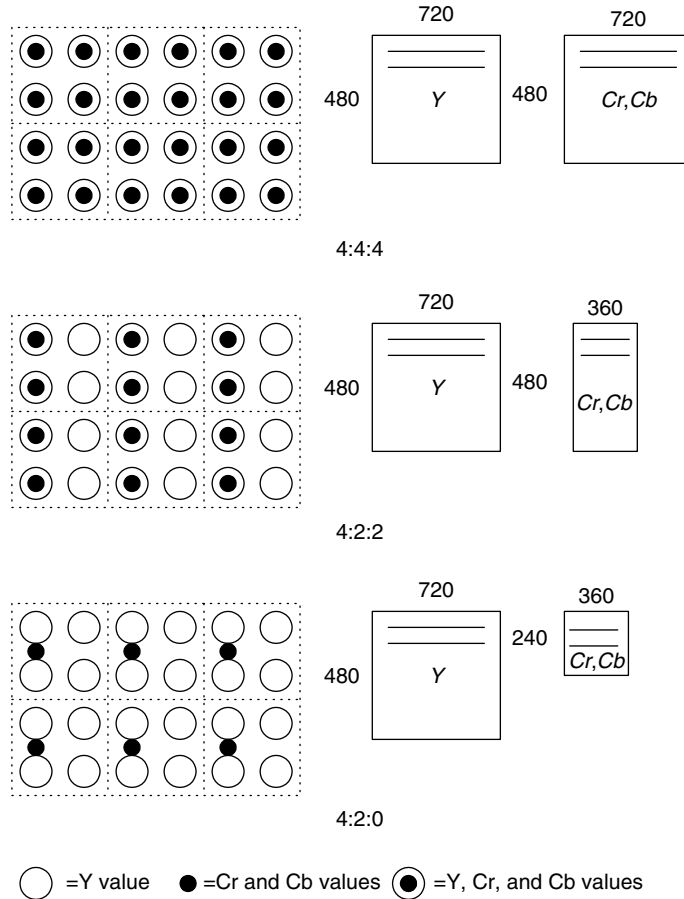 720 720
480 Y 480 Cr,Cb
4:4:4
720 360
480 Y 480 Cr,Cb
4:2:2
720 360
480 Y 240 Cr,Cb
4:2:0
=Y value =Cr and Cb values =Y, Cr, and Cb values